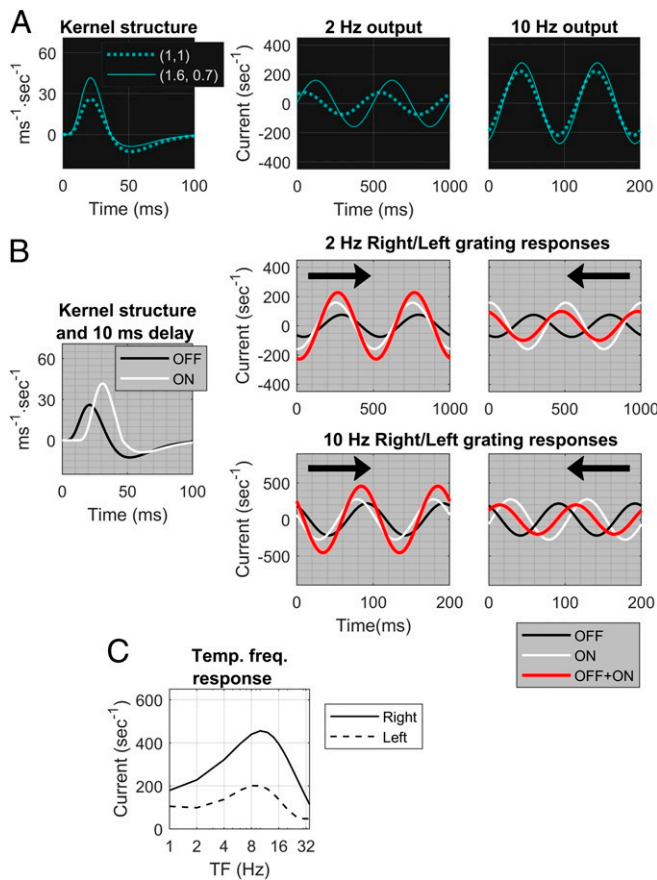 A
Kernel structure
2 Hz output
10 Hz output
60
30
0
ms⁻¹·sec⁻¹
(1,1)
(1.6, 0.7)
0 50 100
Time (ms)
400
200
0
-200
-400
Current (sec⁻¹)
0 500 1000
Time (ms)
0 100 200
Time (ms)
B
2 Hz Right/Left grating responses
Kernel structure
and 10 ms delay
60
30
0
ms⁻¹·sec⁻¹
OFF
ON
0 50 100
Time (ms)
400
200
0
-200
-400
Current (sec⁻¹)
0 500 1000
0 500 1000
10 Hz Right/Left grating responses
500
0
-500
Current (sec⁻¹)
0 100 200
0 100 200
Time(ms)
OFF
ON
OFF+ON
C
Temp. freq.
response
600
400
200
0
Current (sec⁻¹)
1 2 4 8 16 32
TF (Hz)
Right
Left